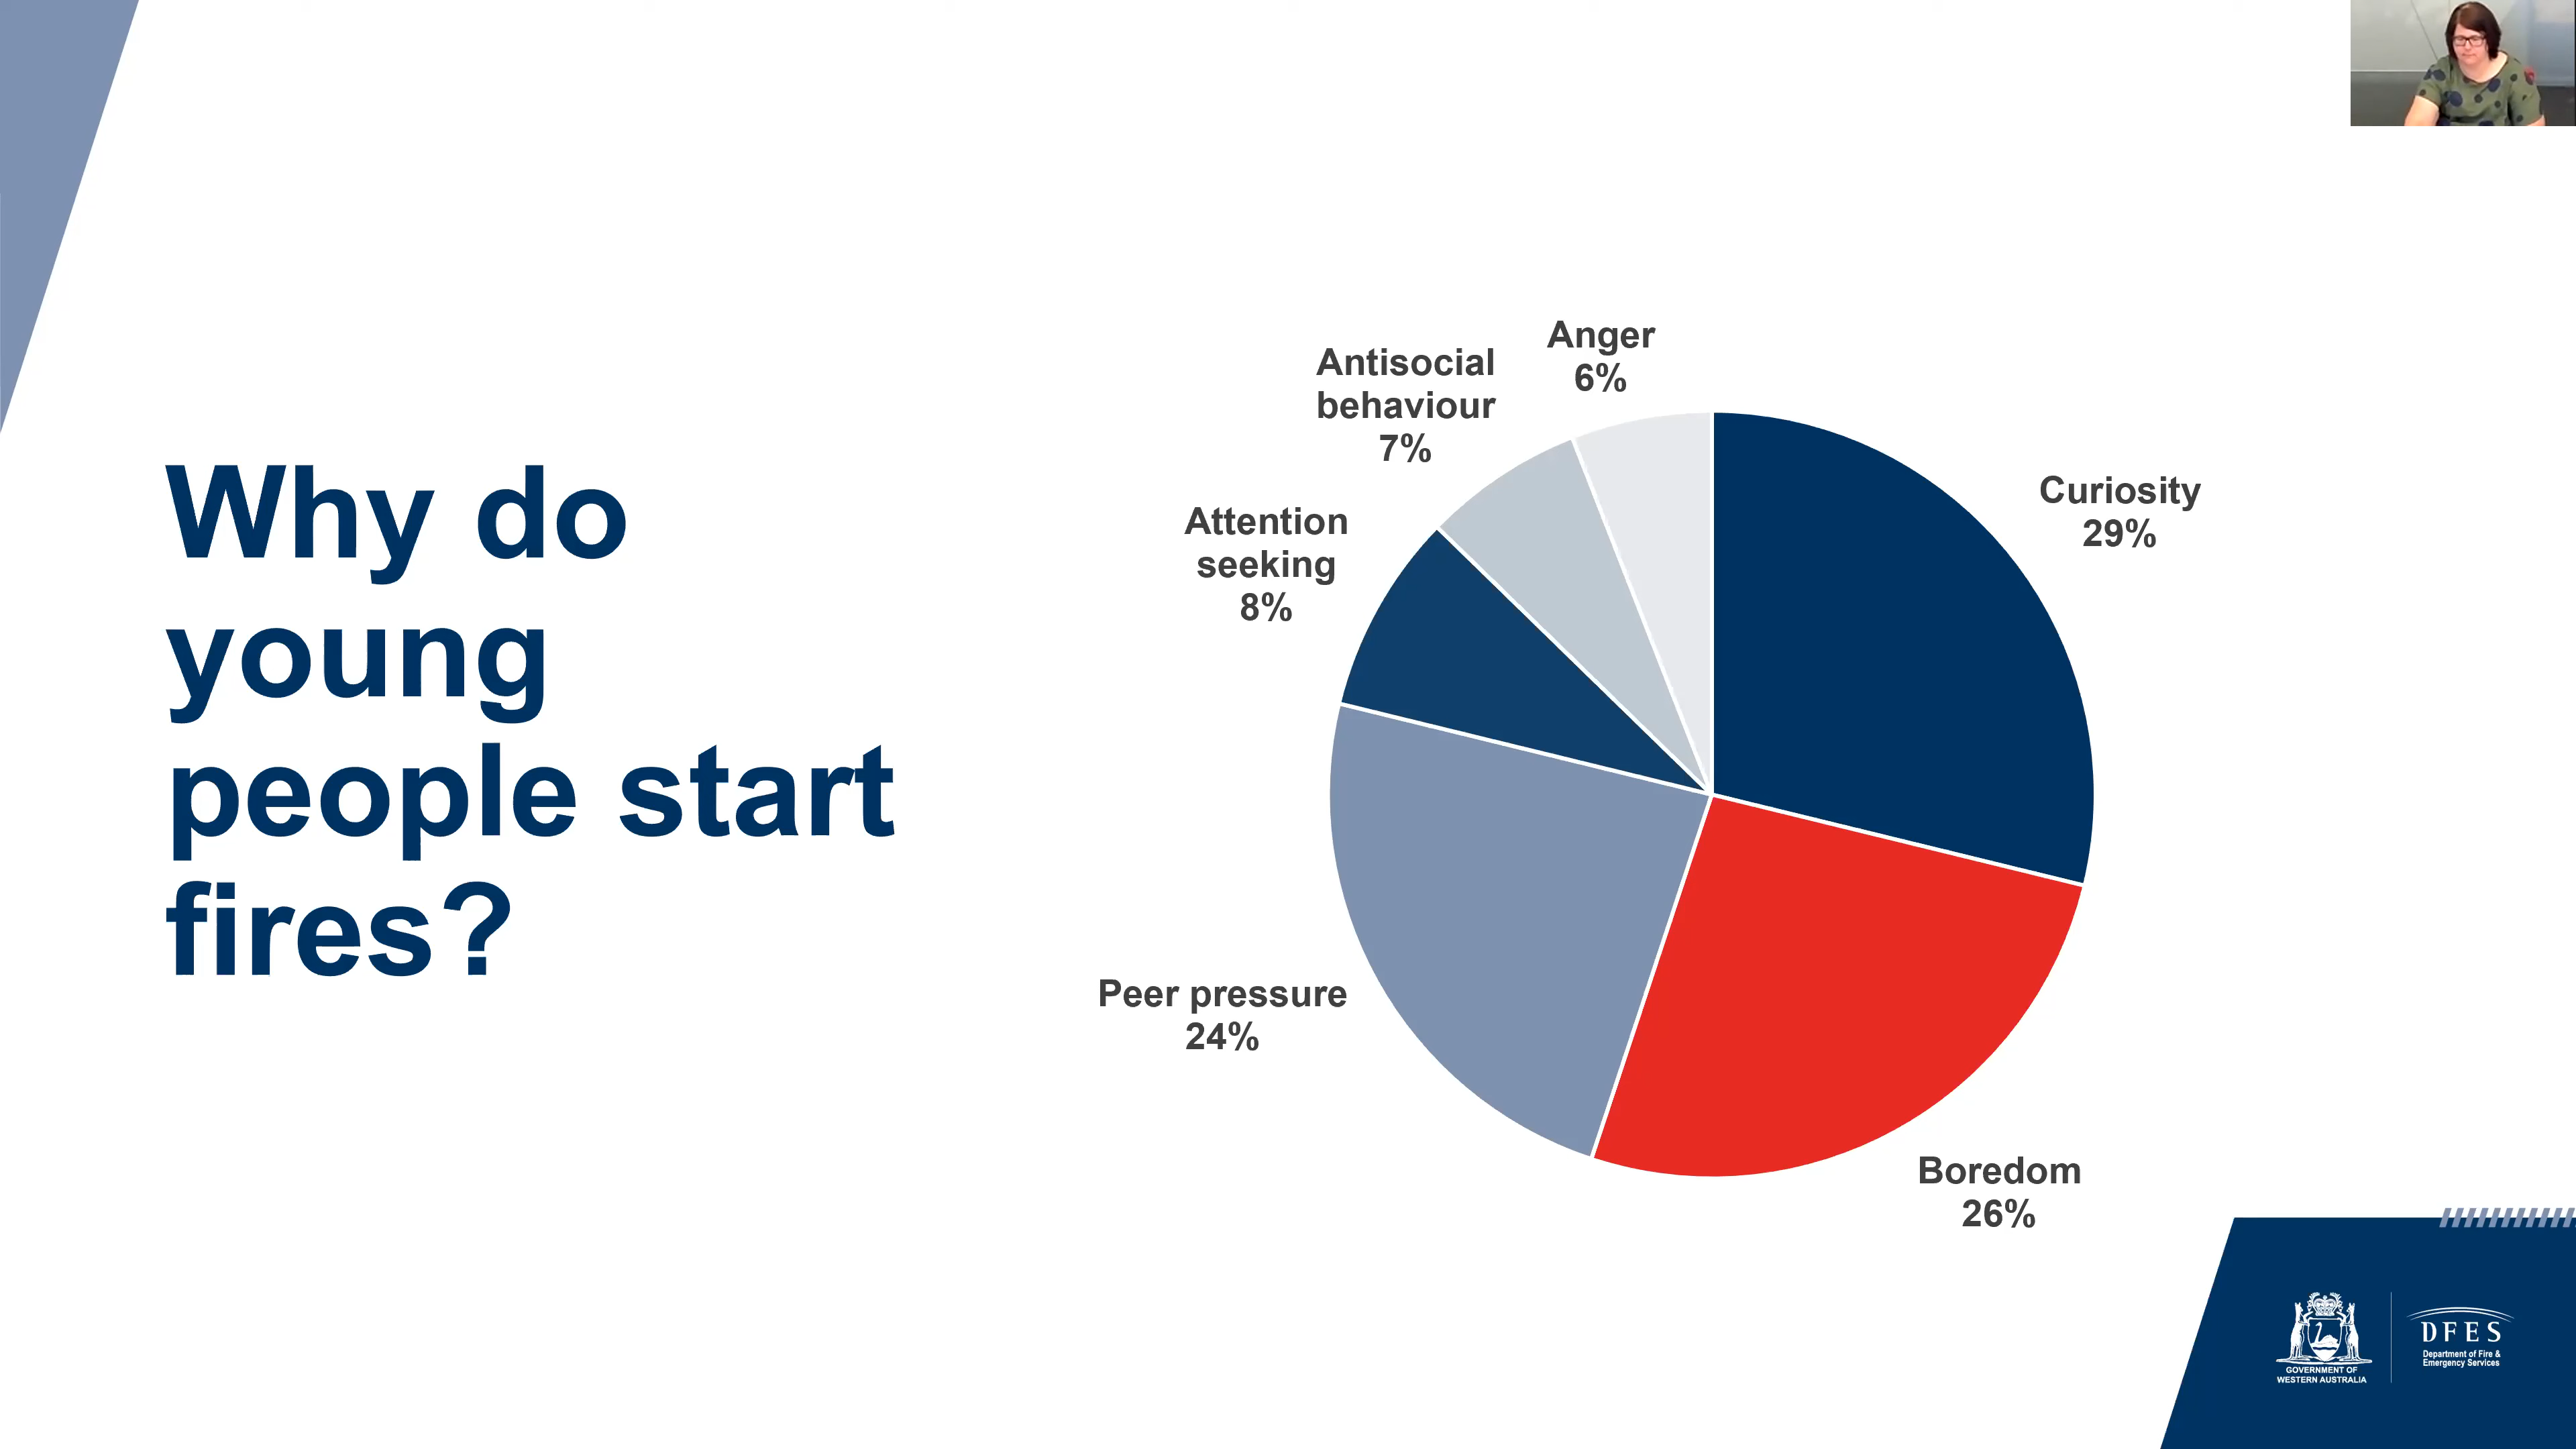 Why do
young
people start
fires?
Anger
6%
Antisocial
behaviour
7%
Attention
seeking
8%
Curiosity
29%
Peer pressure
24%
Boredom
26%
GOVERNMENT OF
WESTERN AUSTRALIA
DFES
Department of Fire &
Emergency Services